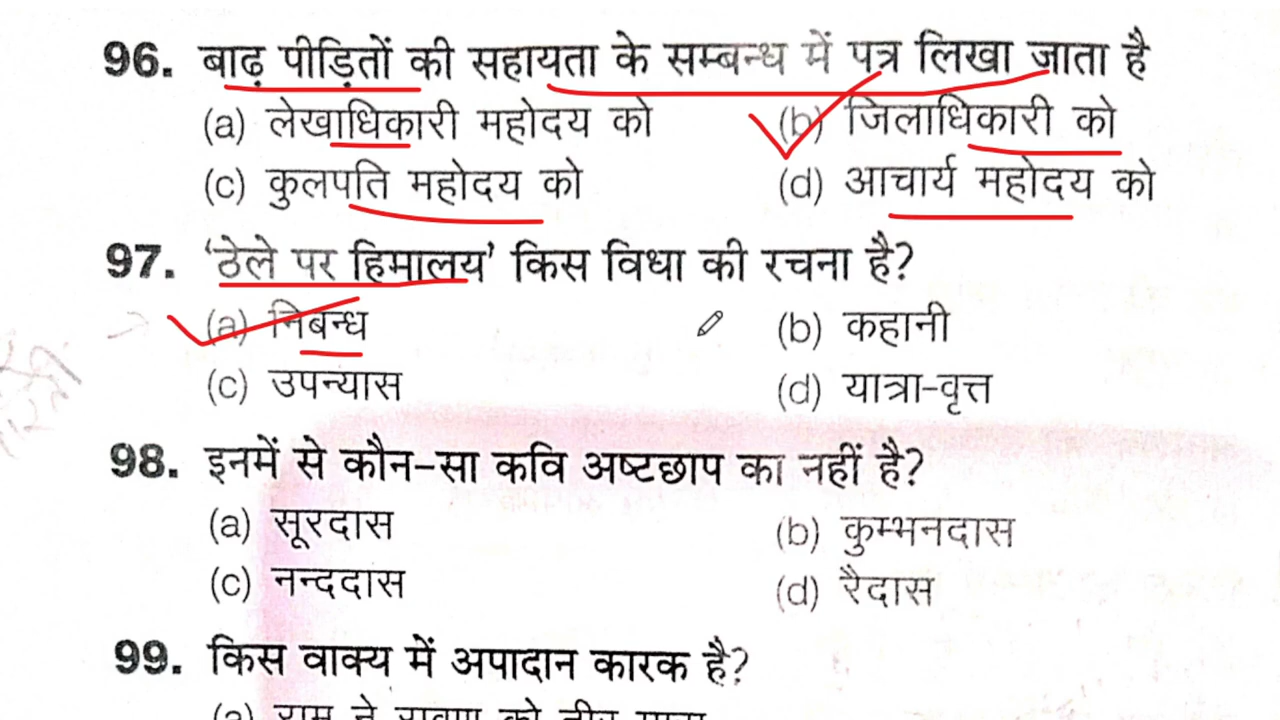 96. बाढ़ पीड़ितों की सहायता के सम्बन्ध में पत्र लिखा जाता है
(a) लेखाधिकारी महोदय को (b) जिलाधिकारी को
(c) कुलपति महोदय को (d) आचार्य महोदय को
97. 'ठेले पर हिमालय' किस विधा की रचना है?
(a) निबन्ध (b) कहानी
(c) उपन्यास (d) यात्रा-वृत्त
98. इनमें से कौन-सा कवि अष्टछाप का नहीं है?
(a) सूरदास (b) कुम्भनदास
(c) नन्ददास (d) रैदास
99. किस वाक्य में अपादान कारक है?
(a) राम ने रावण को तीर मारा